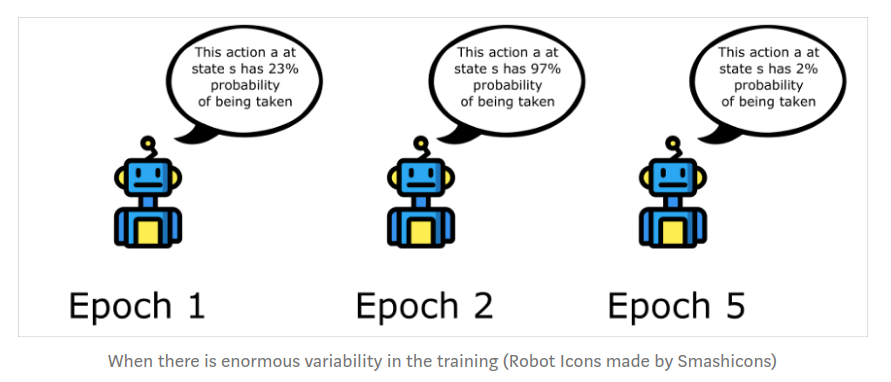 This action a at
state s has 23%
probability
of being taken
This action a at
state s has 97%
probability
of being taken
This action a at
state s has 2%
probability
of being taken
Epoch 1
Epoch 2
Epoch 5
When there is enormous variability in the training (Robot Icons made by Smashicons)